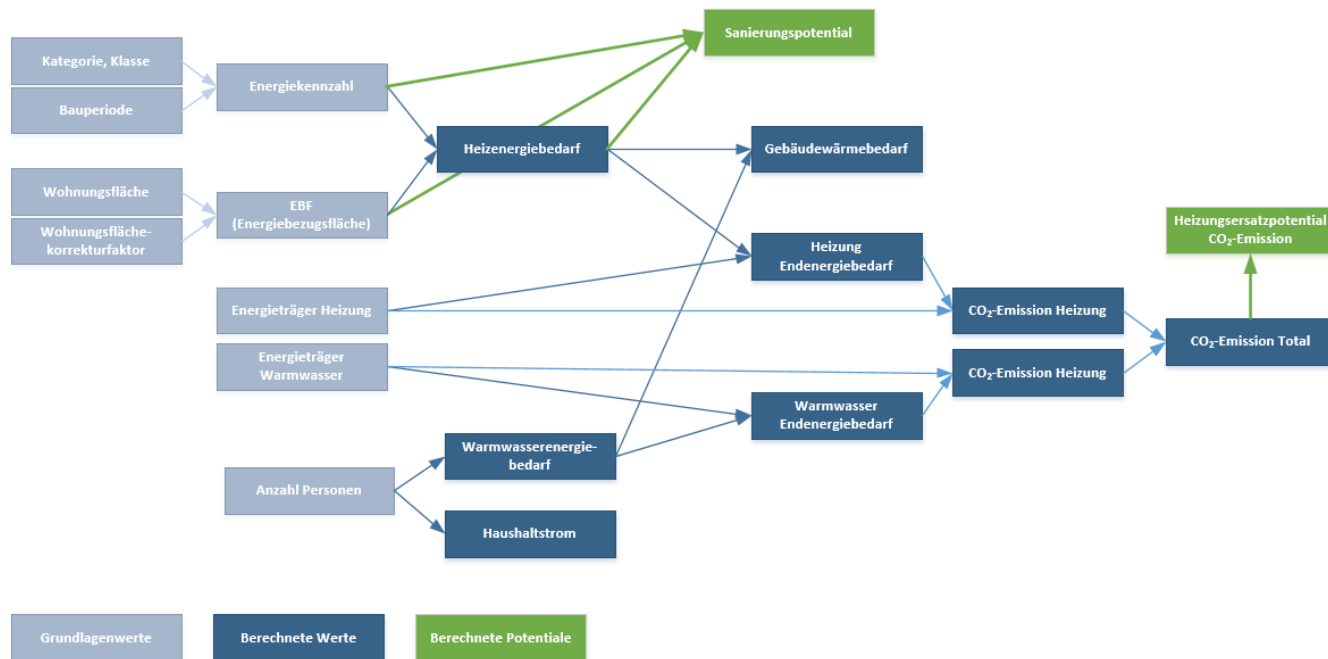 Sanierungspotential
Kategorie, Klasse
Bauperiode
Energiekennzahl
Heizenergiebedarf
Gebäudewärmebedarf
Wohnungsfläche
Wohnungsfläche-
korrekturfaktor
EBF
(Energiebezugsfläche)
Heizung
Endenergiebedarf
Heizungsersatzpotential
CO₂-Emission
Energieträger Heizung
CO₂-Emission Heizung
CO₂-Emission Total
Energieträger
Warmwasser
CO₂-Emission Heizung
Warmwasser
Endenergiebedarf
Warmwasserenergie-
bedarf
Anzahl Personen
Haushaltstrom
Grundlagenwerte
Berechnete Werte
Berechnete Potentiale